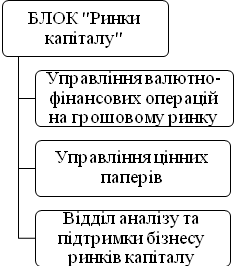 БЛОК "Ринки
капіталу"
Управління валютно-
фінансових операцій
на грошовому ринку
Управління цінних
паперів
Відділ аналізу та
підтримки бізнесу
ринків капіталу